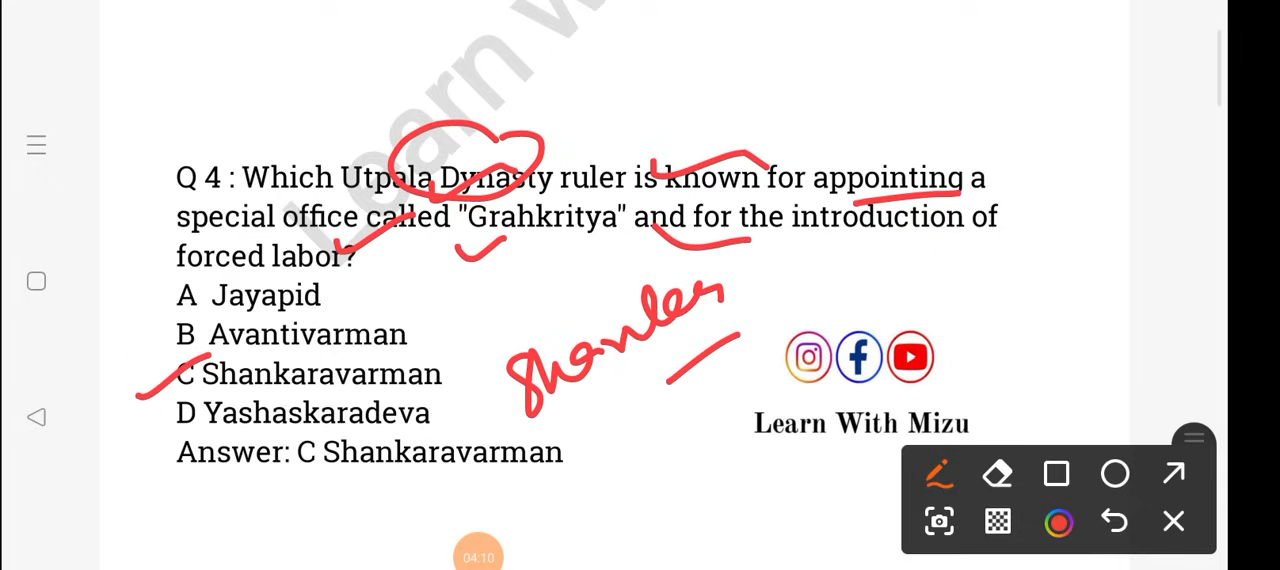 Learn W
Q 4 : Which Utpala Dynasty ruler is known for appointing a
special office called "Grahkritya" and for the introduction of
forced labor?
A Jayapid
B Avantivarman
C Shankaravarman
D Yashaskaradeva
Answer: C Shankaravarman
Learn With Mizu
04:10